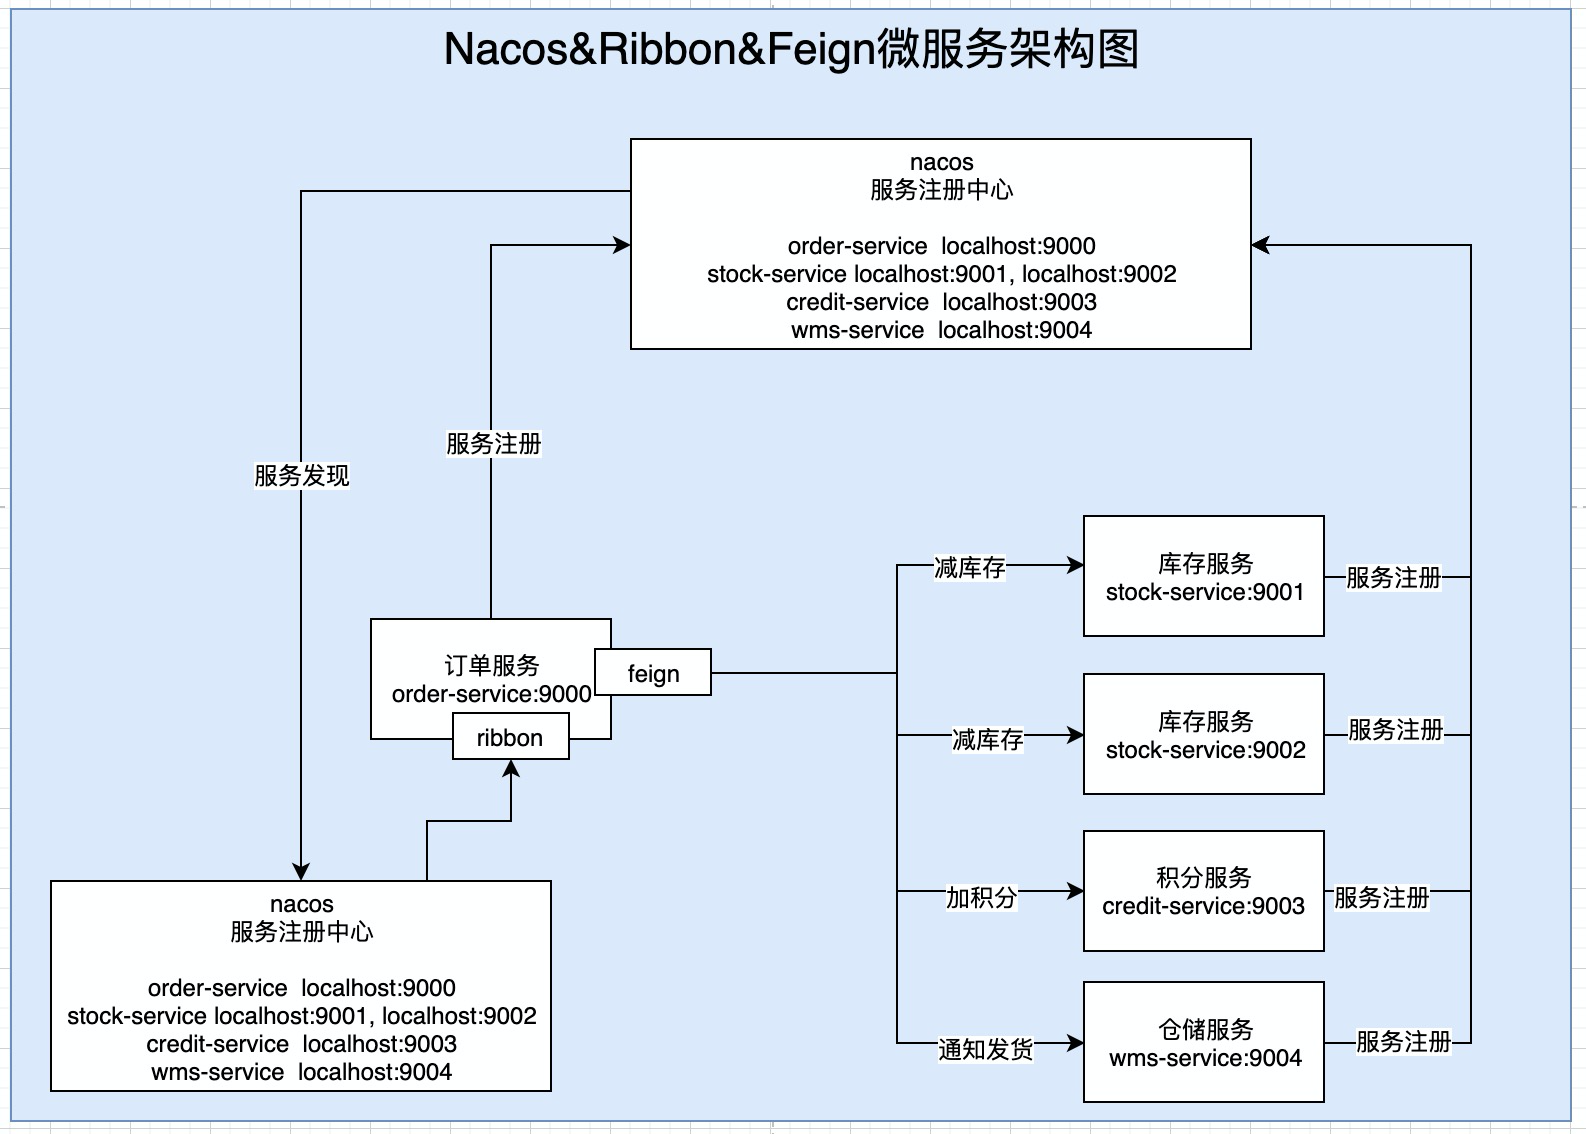 Nacos&Ribbon&Feign微服务架构图
nacos
服务注册中心
order-service  localhost:9000
stock-service localhost:9001, localhost:9002
credit-service  localhost:9003
wms-service  localhost:9004
服务注册
服务发现
减库存
库存服务
stock-service:9001
服务注册
订单服务
order-service:9000
feign
ribbon
减库存
库存服务
stock-service:9002
服务注册
加积分
积分服务
credit-service:9003
服务注册
通知发货
仓储服务
wms-service:9004
服务注册
nacos
服务注册中心
order-service  localhost:9000
stock-service localhost:9001, localhost:9002
credit-service  localhost:9003
wms-service  localhost:9004